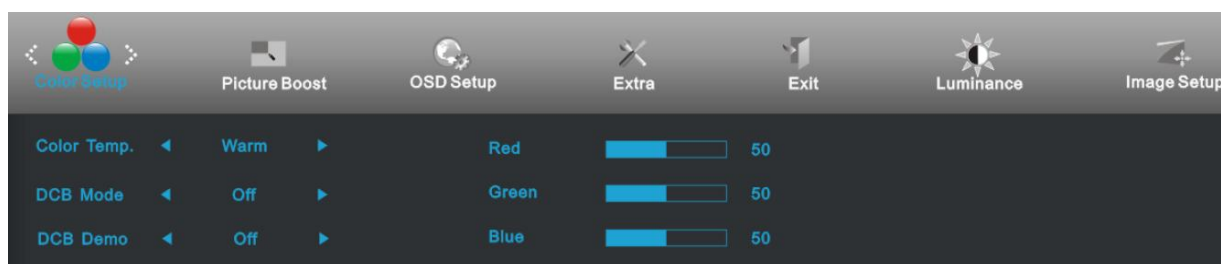 Color Setup Picture Boost OSD Setup Extra Exit Luminance Image Setup
Color Temp. Warm Red 50
DCB Mode Off Green 50
DCB Demo Off Blue 50